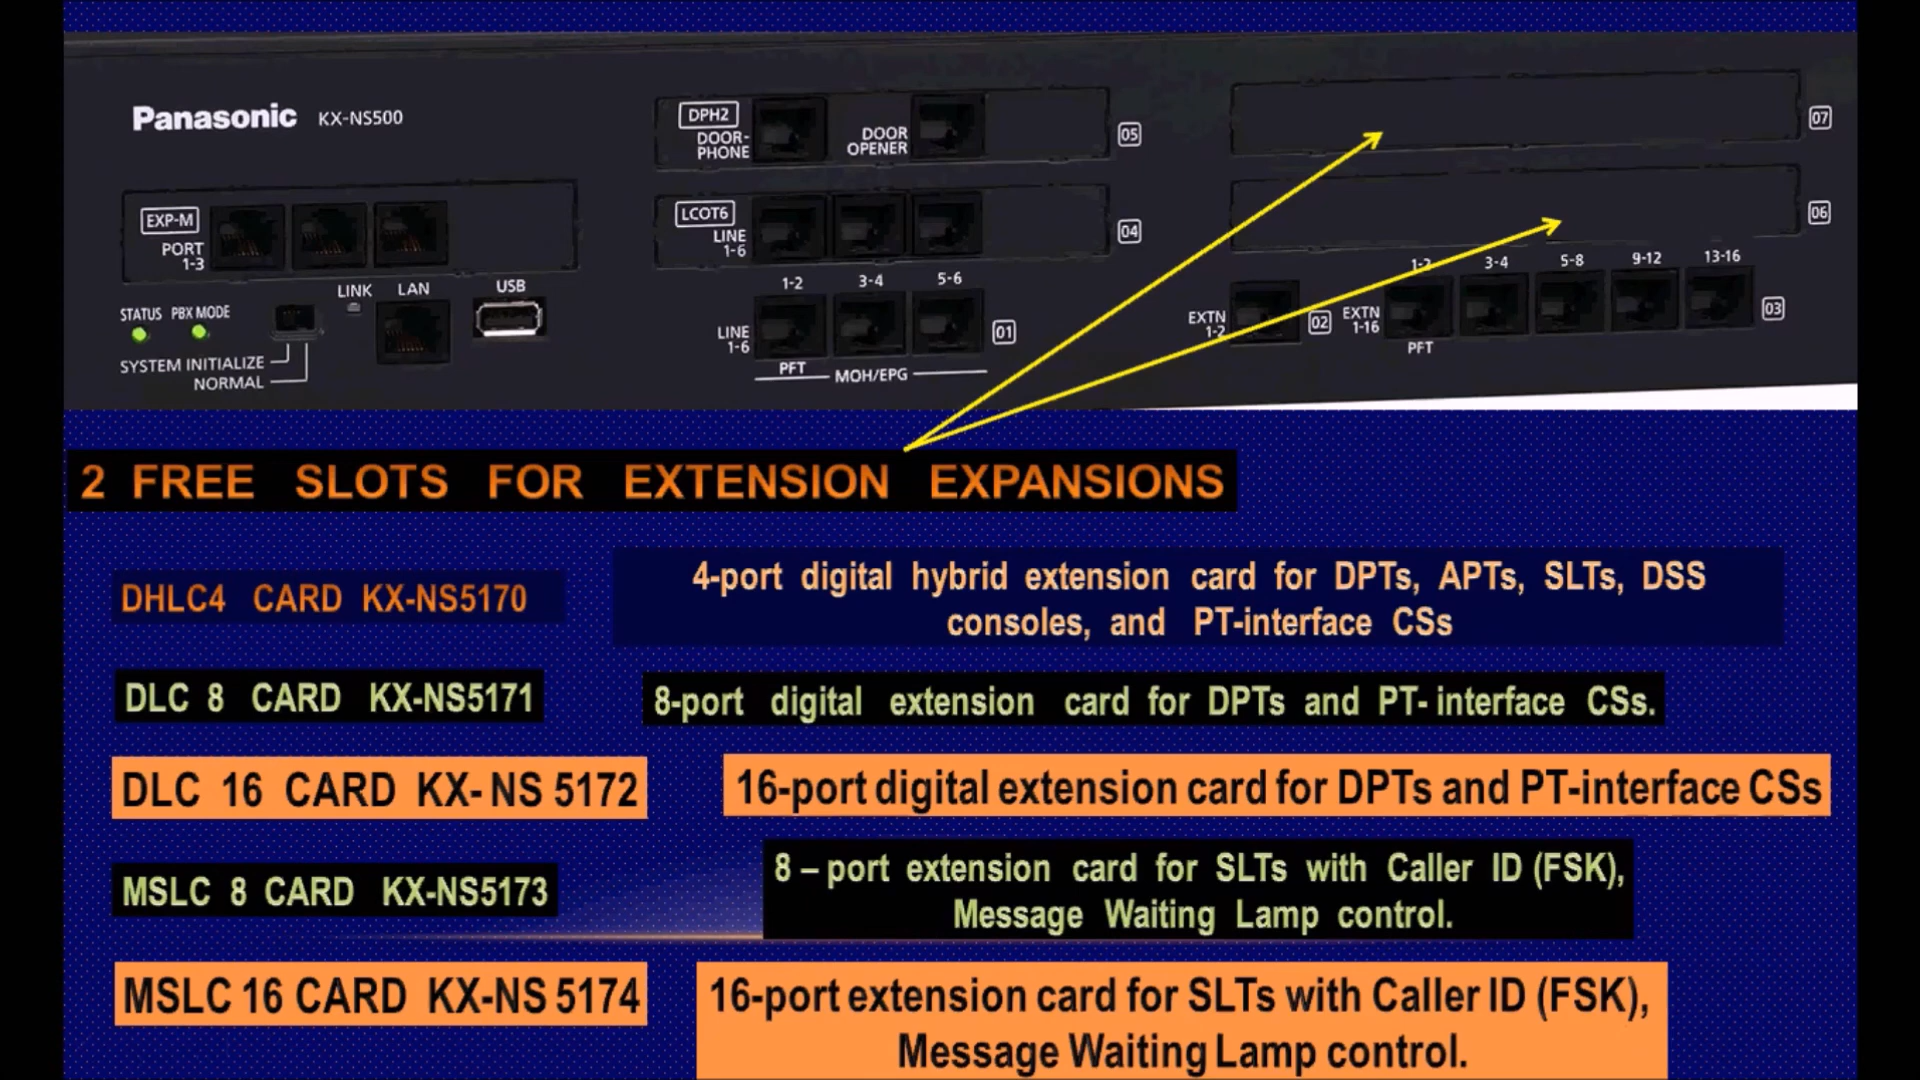 Panasonic KX-NS500
EXP-M
PORT
1-3
STATUS PBX MODE
LINK LAN USB
SYSTEM INITIALIZE
NORMAL
DPH2
DOOR-
PHONE
DOOR
OPENER
05
LCOT6
LINE
1-6
04
1-2 3-4 5-6
LINE
1-6
01
PFT MOH/EPG
07
06
EXTN
1-2
02
EXTN
1-16
1-2 3-4 5-8 9-12 13-16
03
PFT
2 FREE SLOTS FOR EXTENSION EXPANSIONS
DHLC4 CARD KX-NS5170
4-port digital hybrid extension card for DPTs, APTs, SLTs, DSS
consoles, and PT-interface CSs
DLC 8 CARD KX-NS5171
8-port digital extension card for DPTs and PT- interface CSs.
DLC 16 CARD KX- NS 5172
16-port digital extension card for DPTs and PT-interface CSs
MSLC 8 CARD KX-NS5173
8 – port extension card for SLTs with Caller ID (FSK),
Message Waiting Lamp control.
MSLC 16 CARD KX-NS 5174
16-port extension card for SLTs with Caller ID (FSK),
Message Waiting Lamp control.